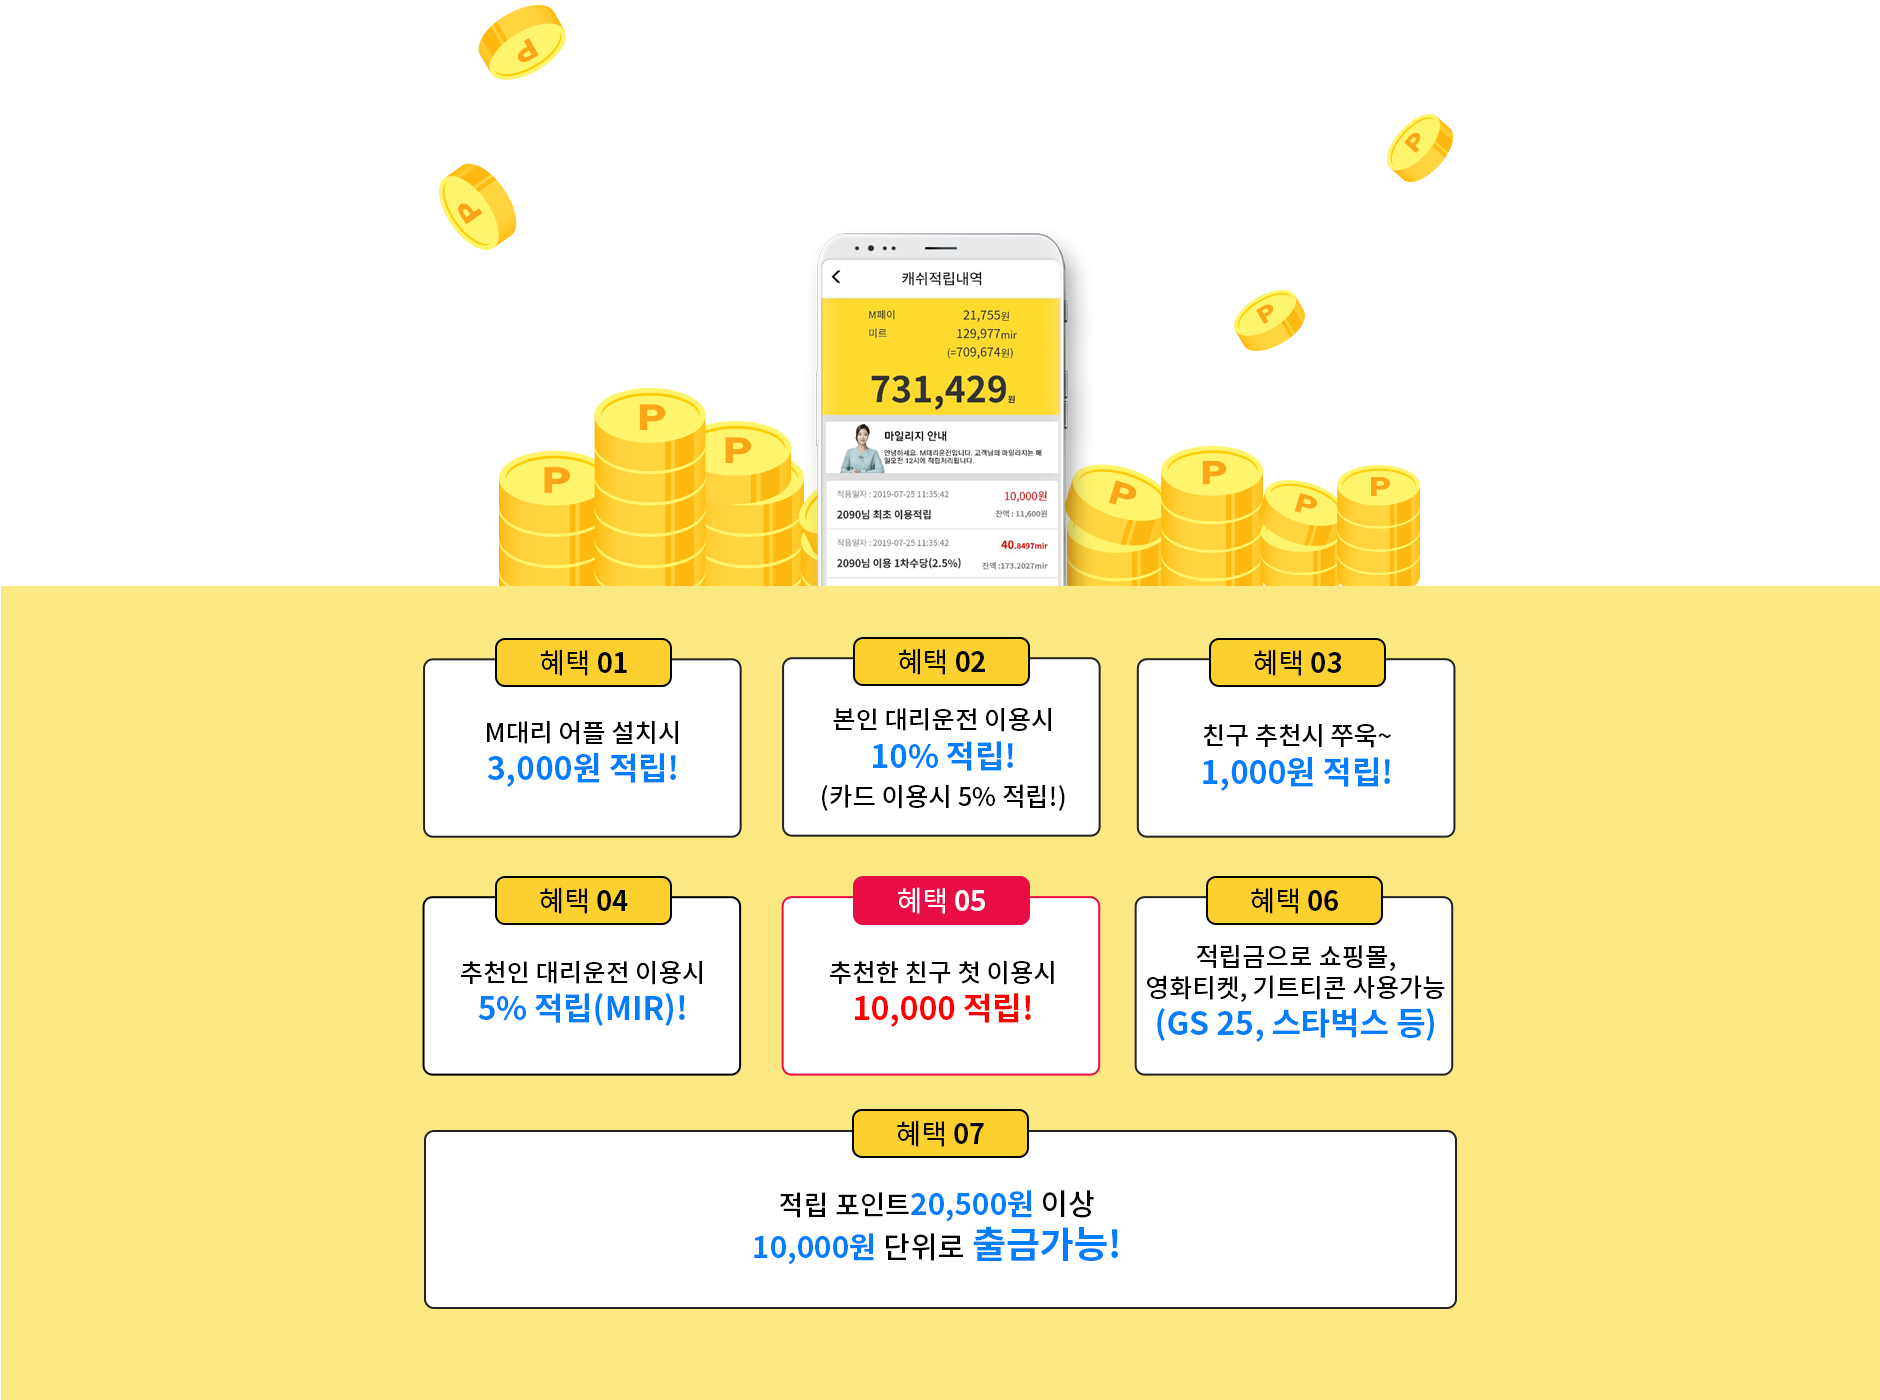 P
P
P
P
캐쉬적립내역
M페이 21,755원
미르 129,977mir
(=709,674원)
731,429원
마일리지 안내
안녕하세요. M대리운전입니다. 고객님의 마일리지는 매
일오전 12시에 적립처리됩니다.
적용일자 : 2019-07-25 11:35:42 10,000원
2090님 최초 이용적립 잔액 : 11,600원
적용일자 : 2019-07-25 11:35:42 40.8497mir
2090님 이용 1차수당(2.5%) 잔액 :173.2027mir
P
P
P
P
P
P
P
혜택 01
M대리 어플 설치시
3,000원 적립!
혜택 02
본인 대리운전 이용시
10% 적립!
(카드 이용시 5% 적립!)
혜택 03
친구 추천시 쭈욱~
1,000원 적립!
혜택 04
추천인 대리운전 이용시
5% 적립(MIR)!
혜택 05
추천한 친구 첫 이용시
10,000 적립!
혜택 06
적립금으로 쇼핑몰,
영화티켓, 기트티콘 사용가능
(GS 25, 스타벅스 등)
혜택 07
적립 포인트20,500원 이상
10,000원 단위로 출금가능!